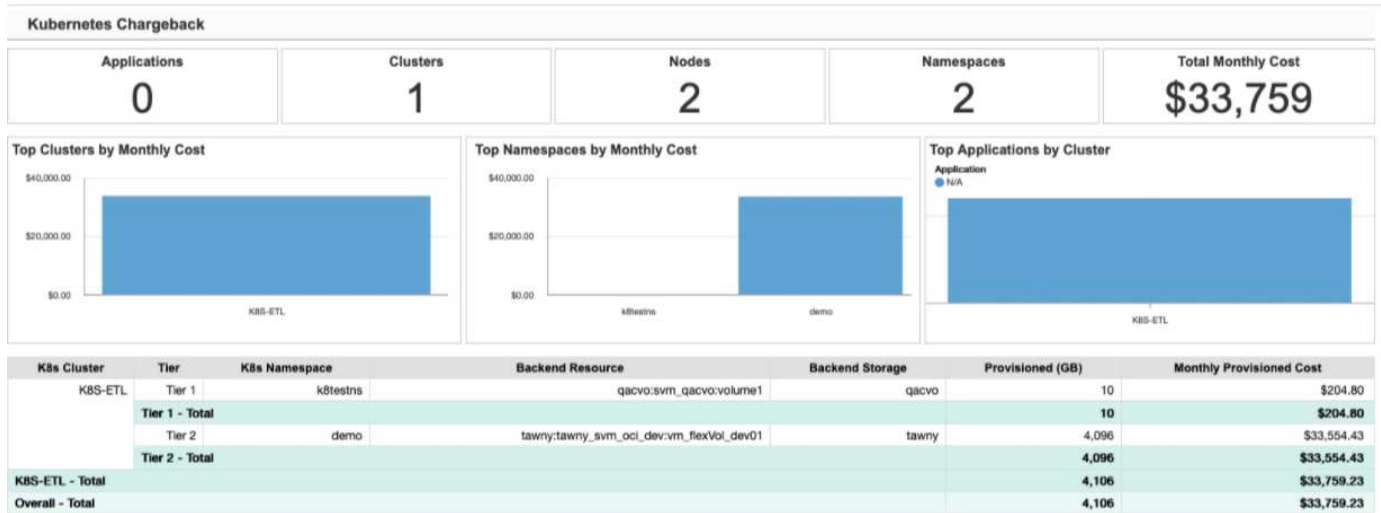 Kubernetes Chargeback
Applications Clusters Nodes Namespaces Total Monthly Cost
0 1 2 2 $33,759
Top Clusters by Monthly Cost
$40,000.00
$20,000.00
$0.00
K8S-ETL
Top Namespaces by Monthly Cost
$40,000.00
$20,000.00
$0.00
k8testns demo
Top Applications by Cluster
Application
N/A
K8S-ETL
K8s Cluster Tier K8s Namespace Backend Resource Backend Storage Provisioned (GB) Monthly Provisioned Cost
K8S-ETL Tier 1 k8testns qacvo:svm_qacvo:volume1 qacvo 10 $204.80
Tier 1 - Total 10 $204.80
Tier 2 demo tawny:tawny_svm_oci_dev:vm_flexVol_dev01 tawny 4,096 $33,554.43
Tier 2 - Total 4,096 $33,554.43
K8S-ETL - Total 4,106 $33,759.23
Overall - Total 4,106 $33,759.23